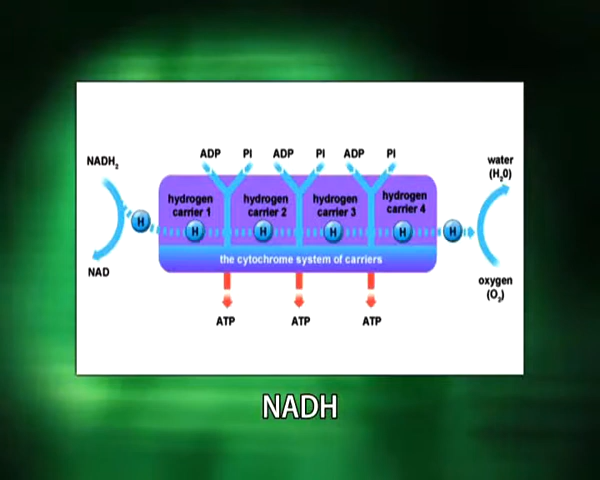 ADP PI ADP PI ADP PI
NADH₂
water
(H₂0)
hydrogen
carrier 1
hydrogen
carrier 2
hydrogen
carrier 3
hydrogen
carrier 4
H H H H H H
the cytochrome system of carriers
NAD
oxygen
(O₂)
ATP ATP ATP
NADH